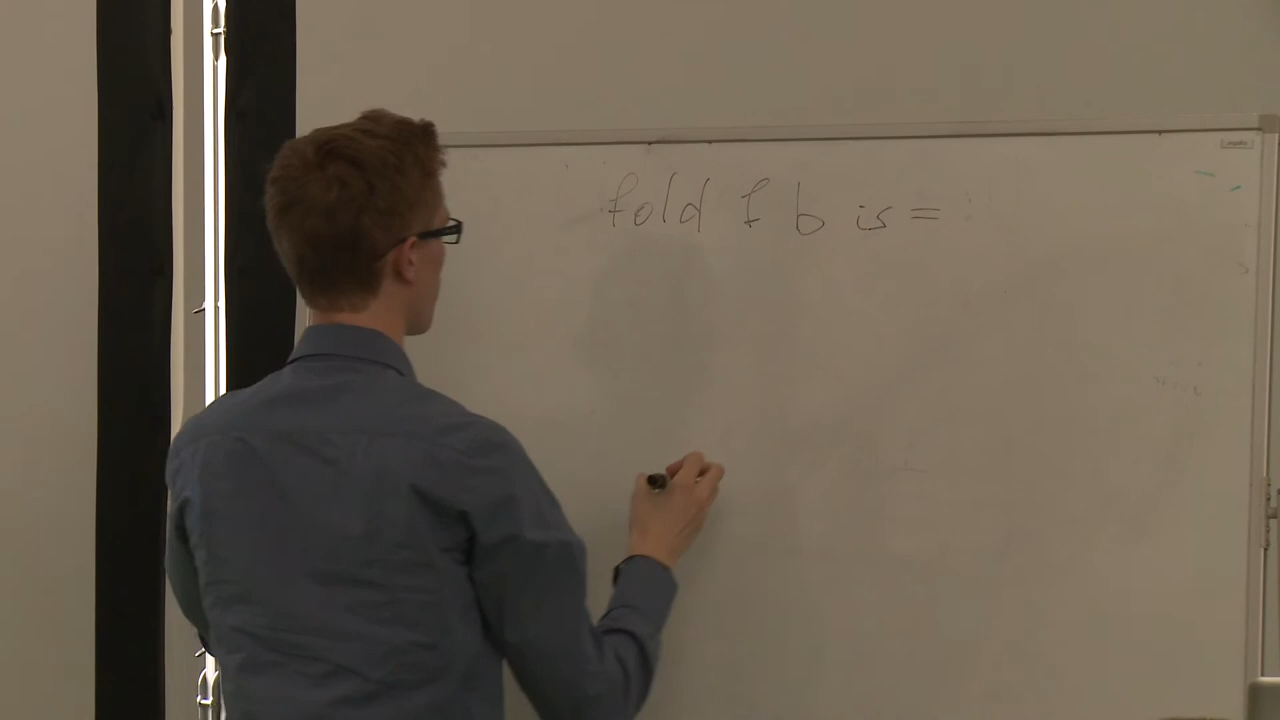 fold f b is =